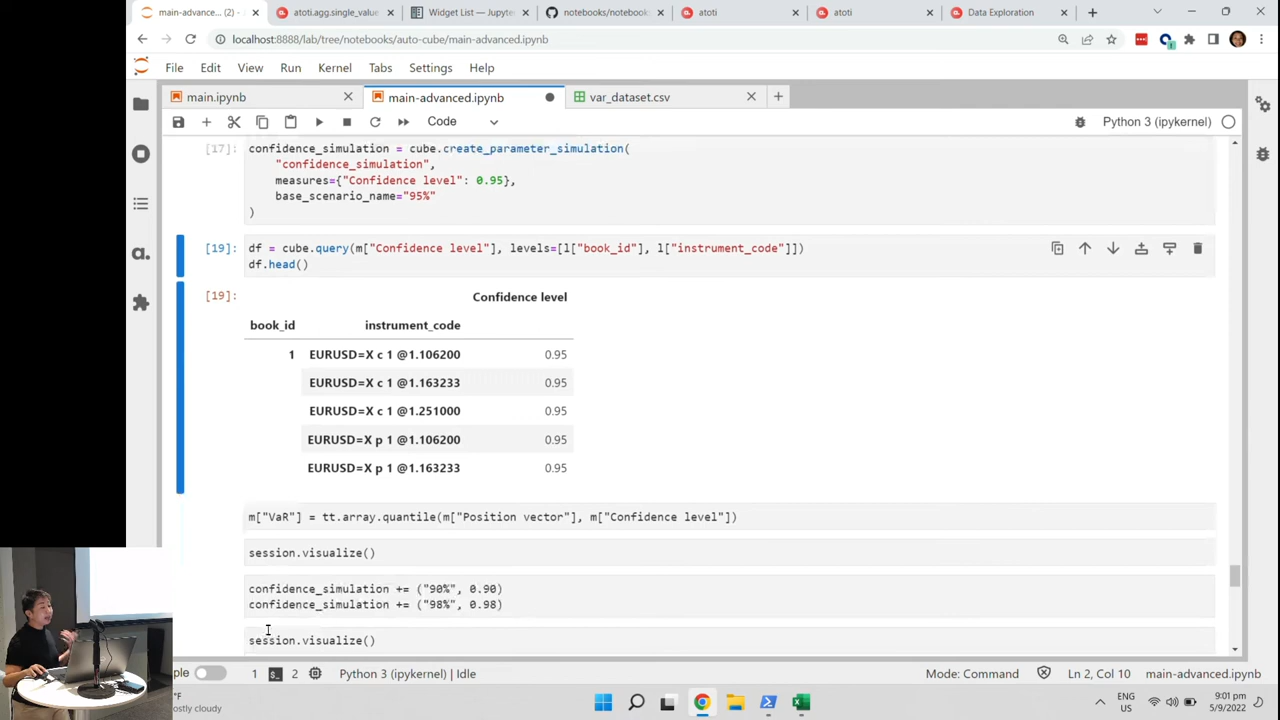 main-advanced... (2)
atoti.agg.single_value
Widget List — Jupyte
notebooks/notebook
atoti
atoti
Data Exploration
localhost:8888/lab/tree/notebooks/auto-cube/main-advanced.ipynb
File Edit View Run Kernel Tabs Settings Help
main.ipynb
main-advanced.ipynb
var_dataset.csv
Code
Python 3 (ipykernel)
[17]:
confidence_simulation = cube.create_parameter_simulation(
"confidence_simulation",
measures={"Confidence level": 0.95},
base_scenario_name="95%"
)
[19]:
df = cube.query(m["Confidence level"], levels=[l["book_id"], l["instrument_code"]])
df.head()
[19]:
Confidence level
book_id instrument_code
1 EURUSD=X c 1 @1.106200 0.95
EURUSD=X c 1 @1.163233 0.95
EURUSD=X c 1 @1.251000 0.95
EURUSD=X p 1 @1.106200 0.95
EURUSD=X p 1 @1.163233 0.95
m["VaR"] = tt.array.quantile(m["Position vector"], m["Confidence level"])
session.visualize()
confidence_simulation += ("90%", 0.90)
confidence_simulation += ("98%", 0.98)
session.visualize()
ple 1 2 Python 3 (ipykernel) | Idle
Mode: Command Ln 2, Col 10 main-advanced.ipynb
°F
ostly cloudy
ENG
US
9:01 pm
5/9/2022
a.